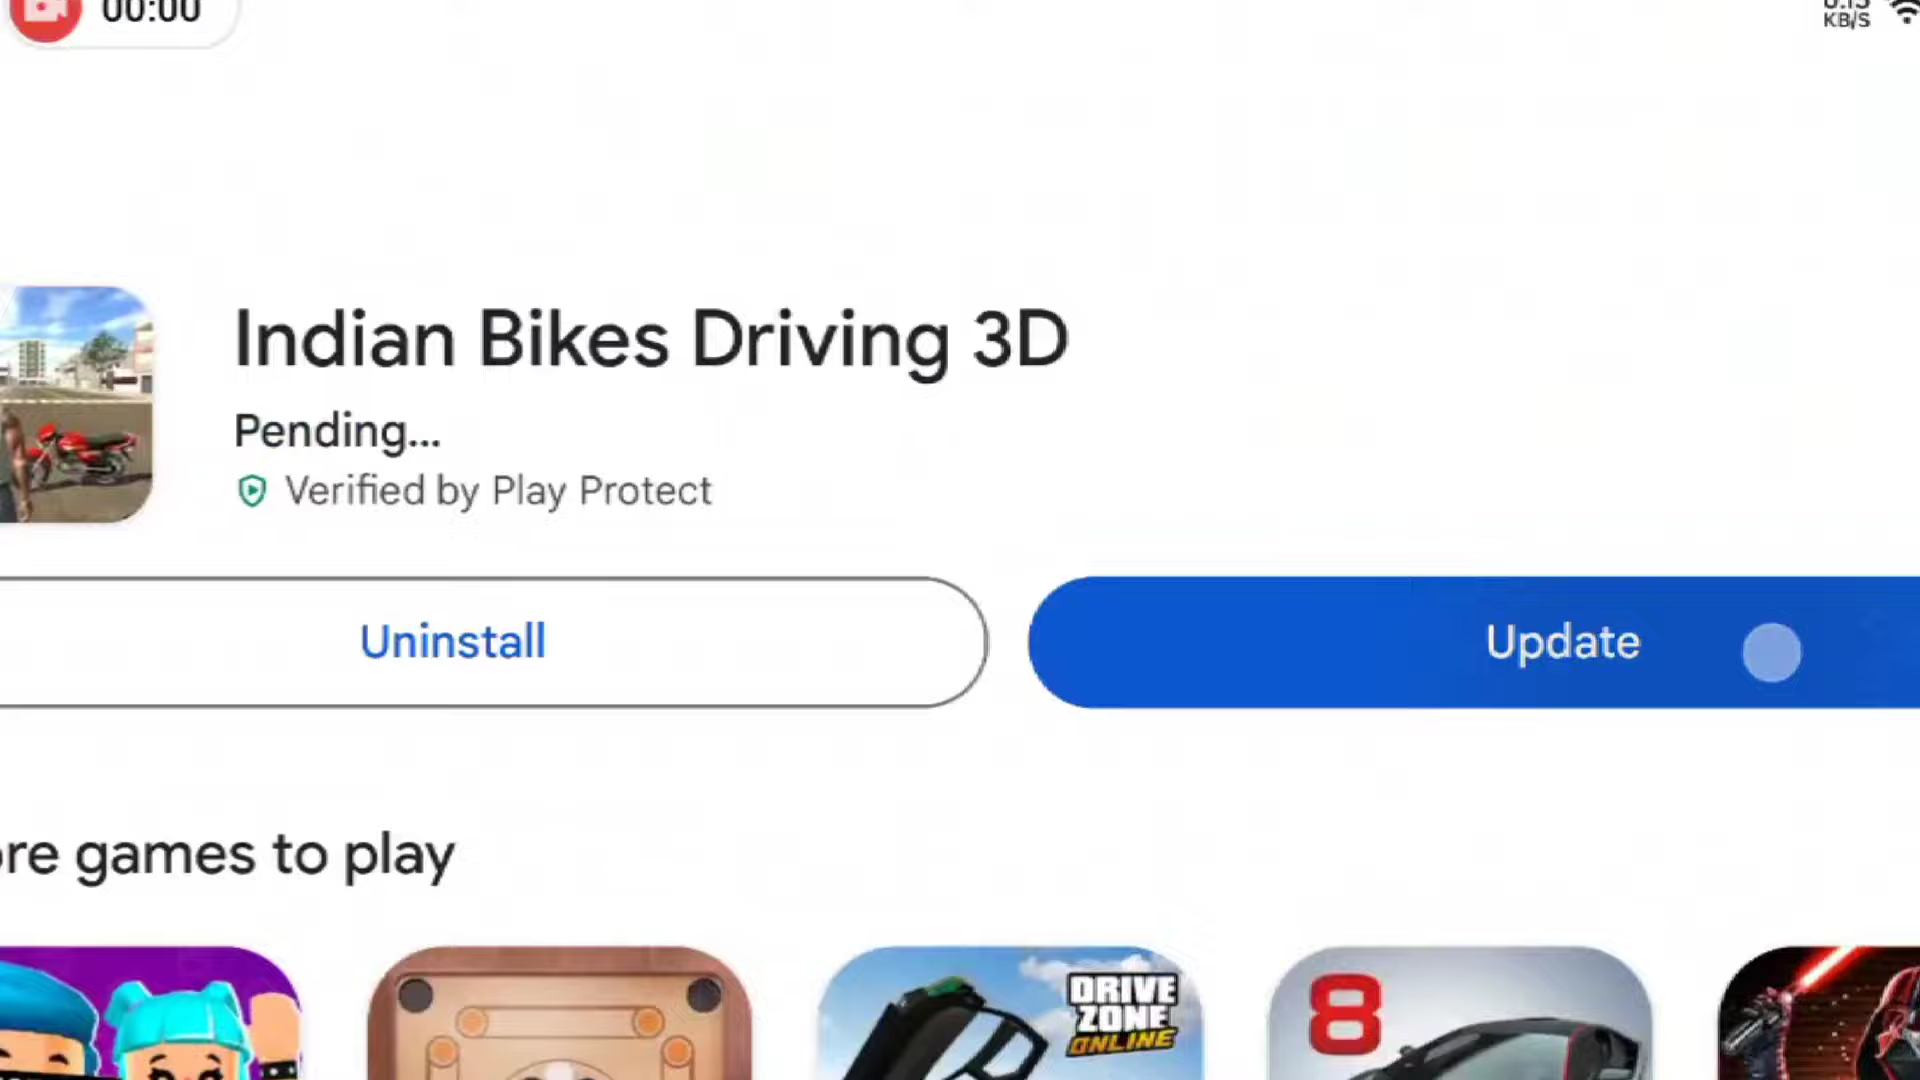 00:00
KB/S
Indian Bikes Driving 3D
Pending...
Verified by Play Protect
Uninstall
Update
ore games to play
DRIVE
ZONE
ONLINE
8